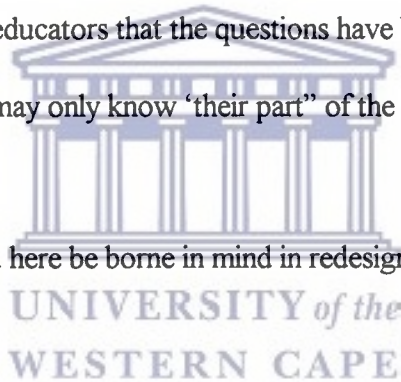 educators that the questions have
may only know ‘their part” of the
here be borne in mind in redesign
UNIVERSITY of the
WESTERN CAPE